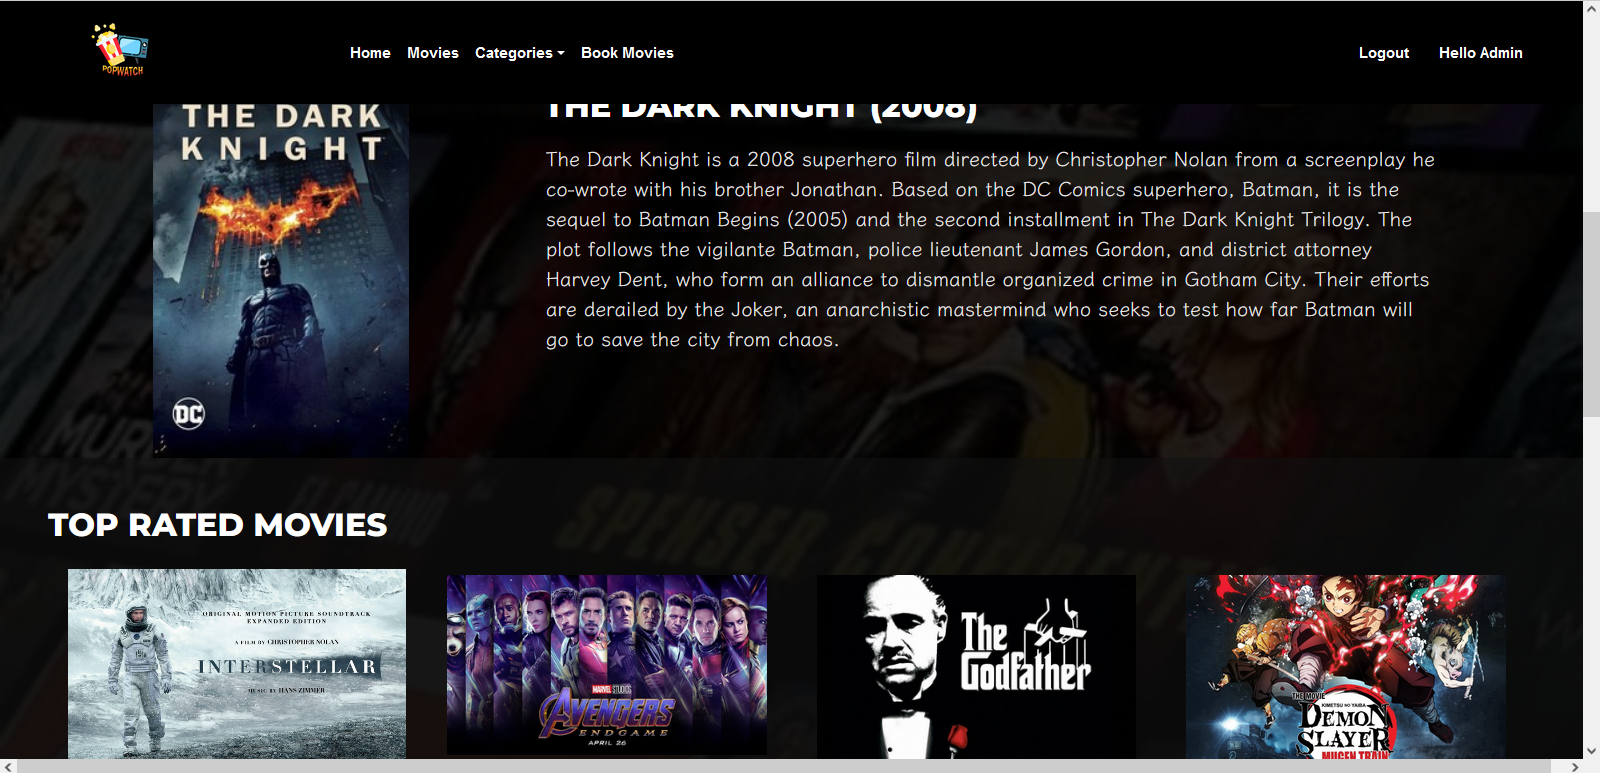 POPWATCH
Home Movies Categories Book Movies Logout Hello Admin
THE DARK KNIGHT (2008)
THE DARK
KNIGHT
DC
The Dark Knight is a 2008 superhero film directed by Christopher Nolan from a screenplay he
co-wrote with his brother Jonathan. Based on the DC Comics superhero, Batman, it is the
sequel to Batman Begins (2005) and the second installment in The Dark Knight Trilogy. The
plot follows the vigilante Batman, police lieutenant James Gordon, and district attorney
Harvey Dent, who form an alliance to dismantle organized crime in Gotham City. Their efforts
are derailed by the Joker, an anarchistic mastermind who seeks to test how far Batman will
go to save the city from chaos.
MURDER
MYSTERY
SPENSER CONFIDENTIAL
TOP RATED MOVIES
ORIGINAL MOTION PICTURE SOUNDTRACK
EXPANDED EDITION
A FILM BY CHRISTOPHER NOLAN
INTERSTELLAR
MUSIC BY HANS ZIMMER
MARVEL STUDIOS
AVENGERS
ENDGAME
APRIL 26
The
Godfather
THE MOVIE
KIMETSU NO YAIBA
DEMON
SLAYER
MUGEN TRAIN